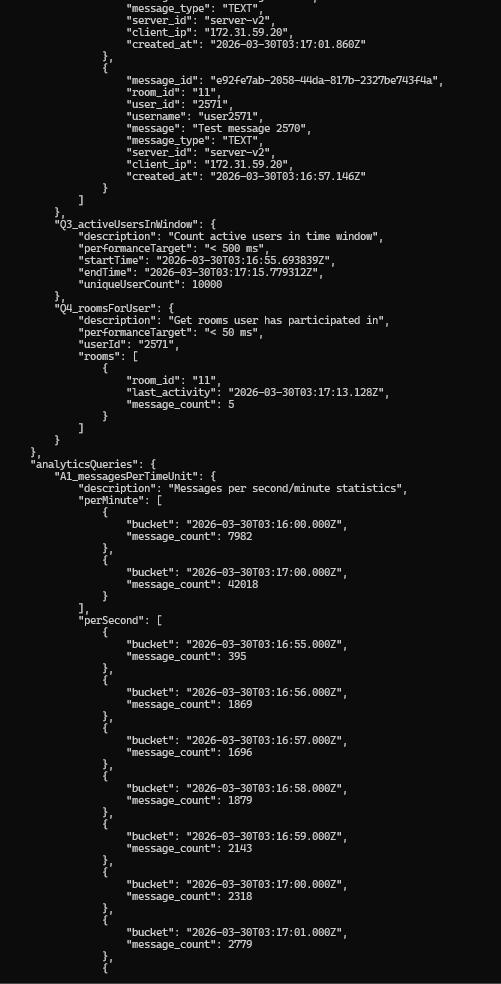 "message_type": "TEXT",
"server_id": "server-v2",
"client_ip": "172.31.59.20",
"created_at": "2026-03-30T03:17:01.860Z"
},
{
"message_id": "e92fe7ab-2058-44da-817b-2327be743f4a",
"room_id": "11",
"user_id": "2571",
"username": "user2571",
"message": "Test message 2570",
"message_type": "TEXT",
"server_id": "server-v2",
"client_ip": "172.31.59.20",
"created_at": "2026-03-30T03:16:57.146Z"
}
]
},
"Q3_activeUsersInWindow": {
"description": "Count active users in time window",
"performanceTarget": "< 500 ms",
"startTime": "2026-03-30T03:16:55.693839Z",
"endTime": "2026-03-30T03:17:15.779312Z",
"uniqueUserCount": 10000
},
"Q4_roomsForUser": {
"description": "Get rooms user has participated in",
"performanceTarget": "< 50 ms",
"userId": "2571",
"rooms": [
{
"room_id": "11",
"last_activity": "2026-03-30T03:17:13.128Z",
"message_count": 5
}
]
}
},
"analyticsQueries": {
"A1_messagesPerTimeUnit": {
"description": "Messages per second/minute statistics",
"perMinute": [
{
"bucket": "2026-03-30T03:16:00.000Z",
"message_count": 7982
},
{
"bucket": "2026-03-30T03:17:00.000Z",
"message_count": 42018
}
],
"perSecond": [
{
"bucket": "2026-03-30T03:16:55.000Z",
"message_count": 395
},
{
"bucket": "2026-03-30T03:16:56.000Z",
"message_count": 1869
},
{
"bucket": "2026-03-30T03:16:57.000Z",
"message_count": 1696
},
{
"bucket": "2026-03-30T03:16:58.000Z",
"message_count": 1879
},
{
"bucket": "2026-03-30T03:16:59.000Z",
"message_count": 2143
},
{
"bucket": "2026-03-30T03:17:00.000Z",
"message_count": 2318
},
{
"bucket": "2026-03-30T03:17:01.000Z",
"message_count": 2779
},
{